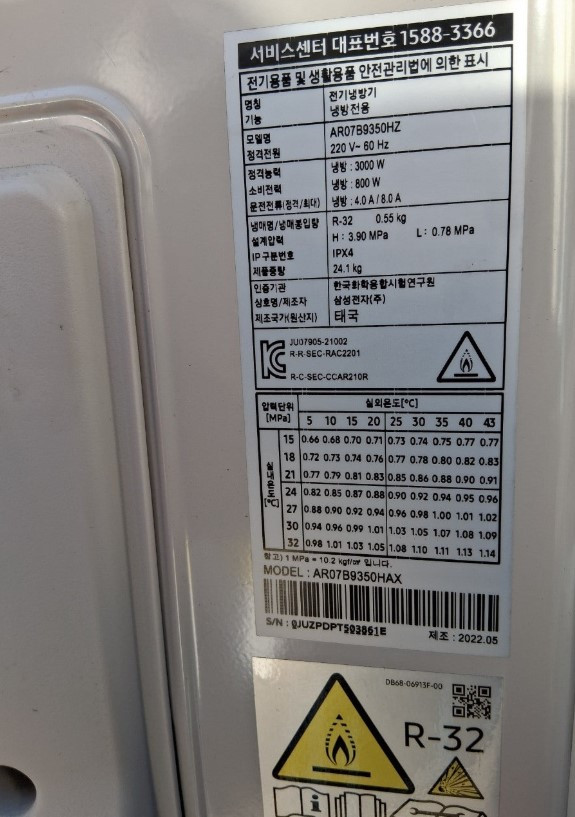 서비스센터 대표번호 1588-3366
전기용품 및 생활용품 안전관리법에 의한 표시
명칭 전기냉방기
기능 냉방전용
모델명 AR07B9350HZ
정격전원 220 V~ 60 Hz
정격능력 냉방 : 3000 W
소비전력 냉방 : 800 W
운전전류(정격/최대) 냉방 : 4.0 A / 8.0 A
냉매명/냉매봉입량 R-32 0.55 kg
설계압력 H : 3.90 MPa L : 0.78 MPa
IP 구분번호 IPX4
제품중량 24.1 kg
인증기관 한국화학융합시험연구원
상호명/제조자 삼성전자(주)
제조국가(원산지) 태국
JU07905-21002
R-R-SEC-RAC2201
R-C-SEC-CCAR210R
압력단위 실외온도[°C]
[MPa] 5 10 15 20 25 30 35 40 43
실내온도[°C]
15 0.66 0.68 0.70 0.71 0.73 0.74 0.75 0.77 0.77
18 0.72 0.73 0.74 0.76 0.77 0.78 0.80 0.82 0.83
21 0.77 0.79 0.81 0.83 0.85 0.86 0.88 0.90 0.91
24 0.82 0.85 0.87 0.88 0.90 0.92 0.94 0.95 0.96
27 0.88 0.90 0.92 0.94 0.96 0.98 1.00 1.01 1.02
30 0.94 0.96 0.99 1.01 1.03 1.05 1.07 1.08 1.09
32 0.98 1.01 1.03 1.05 1.08 1.10 1.11 1.13 1.14
참고) 1 MPa = 10.2 kgf/㎠ 입니다.
MODEL : AR07B9350HAX
S/N : 0JUZPDPT503861E 제조 : 2022.05
DB68-06913F-00
R-32